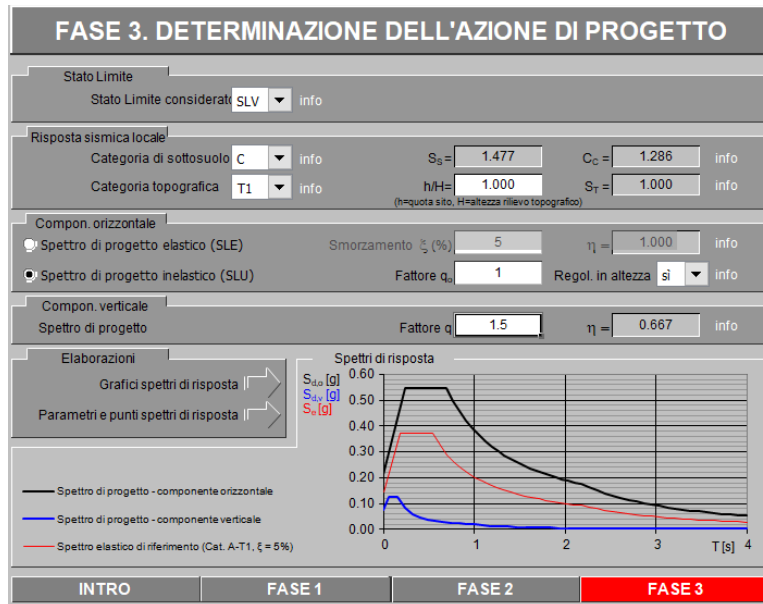 FASE 3. DETERMINAZIONE DELL'AZIONE DI PROGETTO
Stato Limite
Stato Limite considerato SLV info
Risposta sismica locale
Categoria di sottosuolo C info Sₛ = 1.477 C_C = 1.286 info
Categoria topografica T1 info h/H= 1.000 S_T = 1.000 info
(h=quota sito, H=altezza rilievo topografico)
Compon. orizzontale
Spettro di progetto elastico (SLE) Smorzamento ξ (%) 5 η = 1.000 info
Spettro di progetto inelastico (SLU) Fattore qₒ 1 Regol. in altezza sì info
Compon. verticale
Spettro di progetto Fattore q 1.5 η = 0.667 info
Elaborazioni
Grafici spettri di risposta
Parametri e punti spettri di risposta
Spettri di risposta
S_d,o [g]
S_d,v [g]
S_e [g]
0.60
0.50
0.40
0.30
0.20
0.10
0.00
0 1 2 3 T [s] 4
Spettro di progetto - componente orizzontale
Spettro di progetto - componente verticale
Spettro elastico di riferimento (Cat. A-T1, ξ = 5%)
INTRO FASE 1 FASE 2 FASE 3